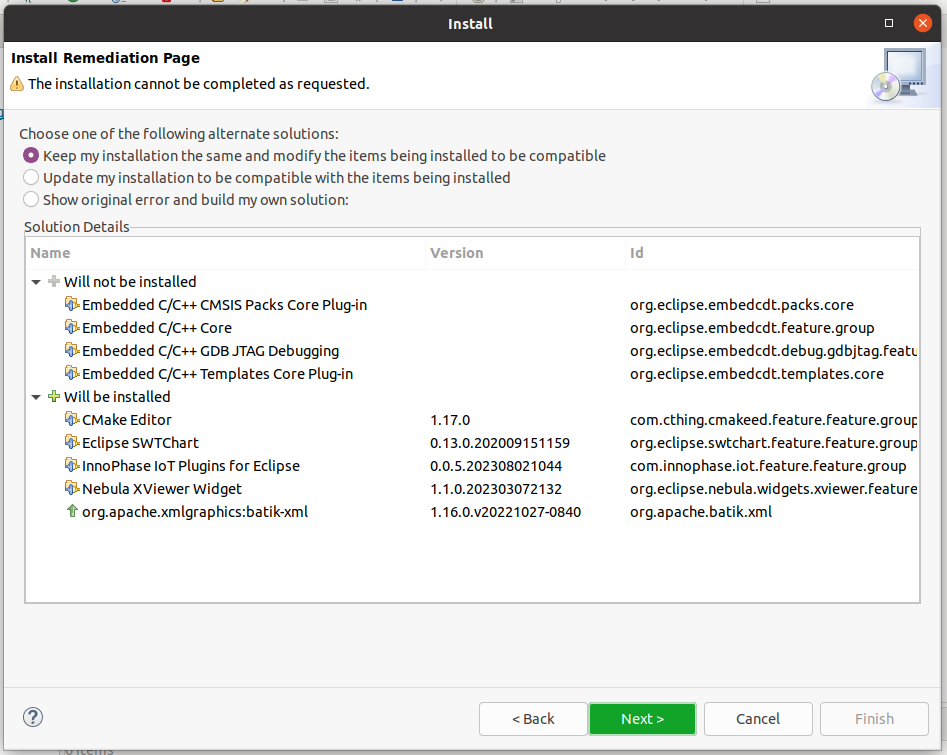 Install
Install Remediation Page
The installation cannot be completed as requested.
Choose one of the following alternate solutions:
Keep my installation the same and modify the items being installed to be compatible
Update my installation to be compatible with the items being installed
Show original error and build my own solution:
Solution Details
Name Version Id
Will not be installed
Embedded C/C++ CMSIS Packs Core Plug-in org.eclipse.embedcdt.packs.core
Embedded C/C++ Core org.eclipse.embedcdt.feature.group
Embedded C/C++ GDB JTAG Debugging org.eclipse.embedcdt.debug.gdbjtag.featu
Embedded C/C++ Templates Core Plug-in org.eclipse.embedcdt.templates.core
Will be installed
CMake Editor 1.17.0 com.cthing.cmakeed.feature.feature.group
Eclipse SWTChart 0.13.0.202009151159 org.eclipse.swtchart.feature.feature.group
InnoPhase IoT Plugins for Eclipse 0.0.5.202308021044 com.innophase.iot.feature.feature.group
Nebula XViewer Widget 1.1.0.202303072132 org.eclipse.nebula.widgets.xviewer.feature
org.apache.xmlgraphics:batik-xml 1.16.0.v20221027-0840 org.apache.batik.xml
? < Back Next > Cancel Finish
0 items